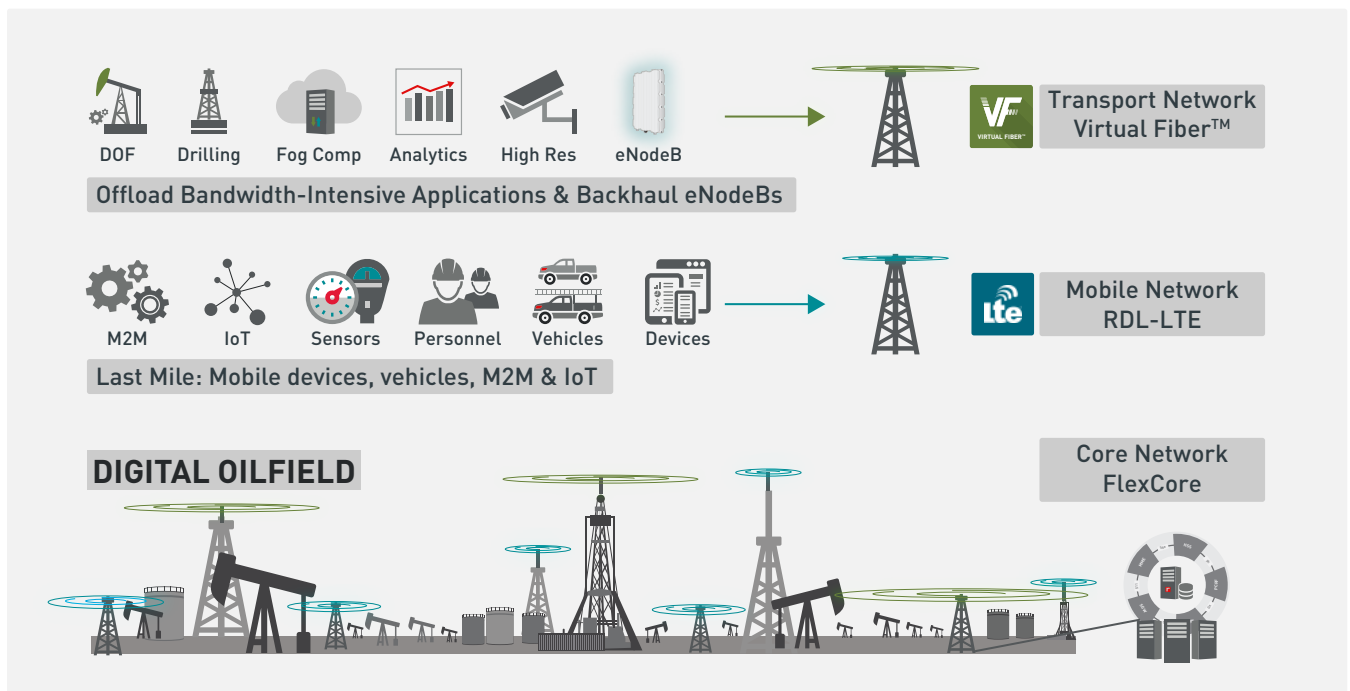 DOF
Drilling
Fog Comp
Analytics
High Res
eNodeB
VF
VIRTUAL FIBER™
Transport Network
Virtual Fiber™
Offload Bandwidth-Intensive Applications & Backhaul eNodeBs
M2M
IoT
Sensors
Personnel
Vehicles
Devices
Lte
Mobile Network
RDL-LTE
Last Mile: Mobile devices, vehicles, M2M & IoT
DIGITAL OILFIELD
Core Network
FlexCore